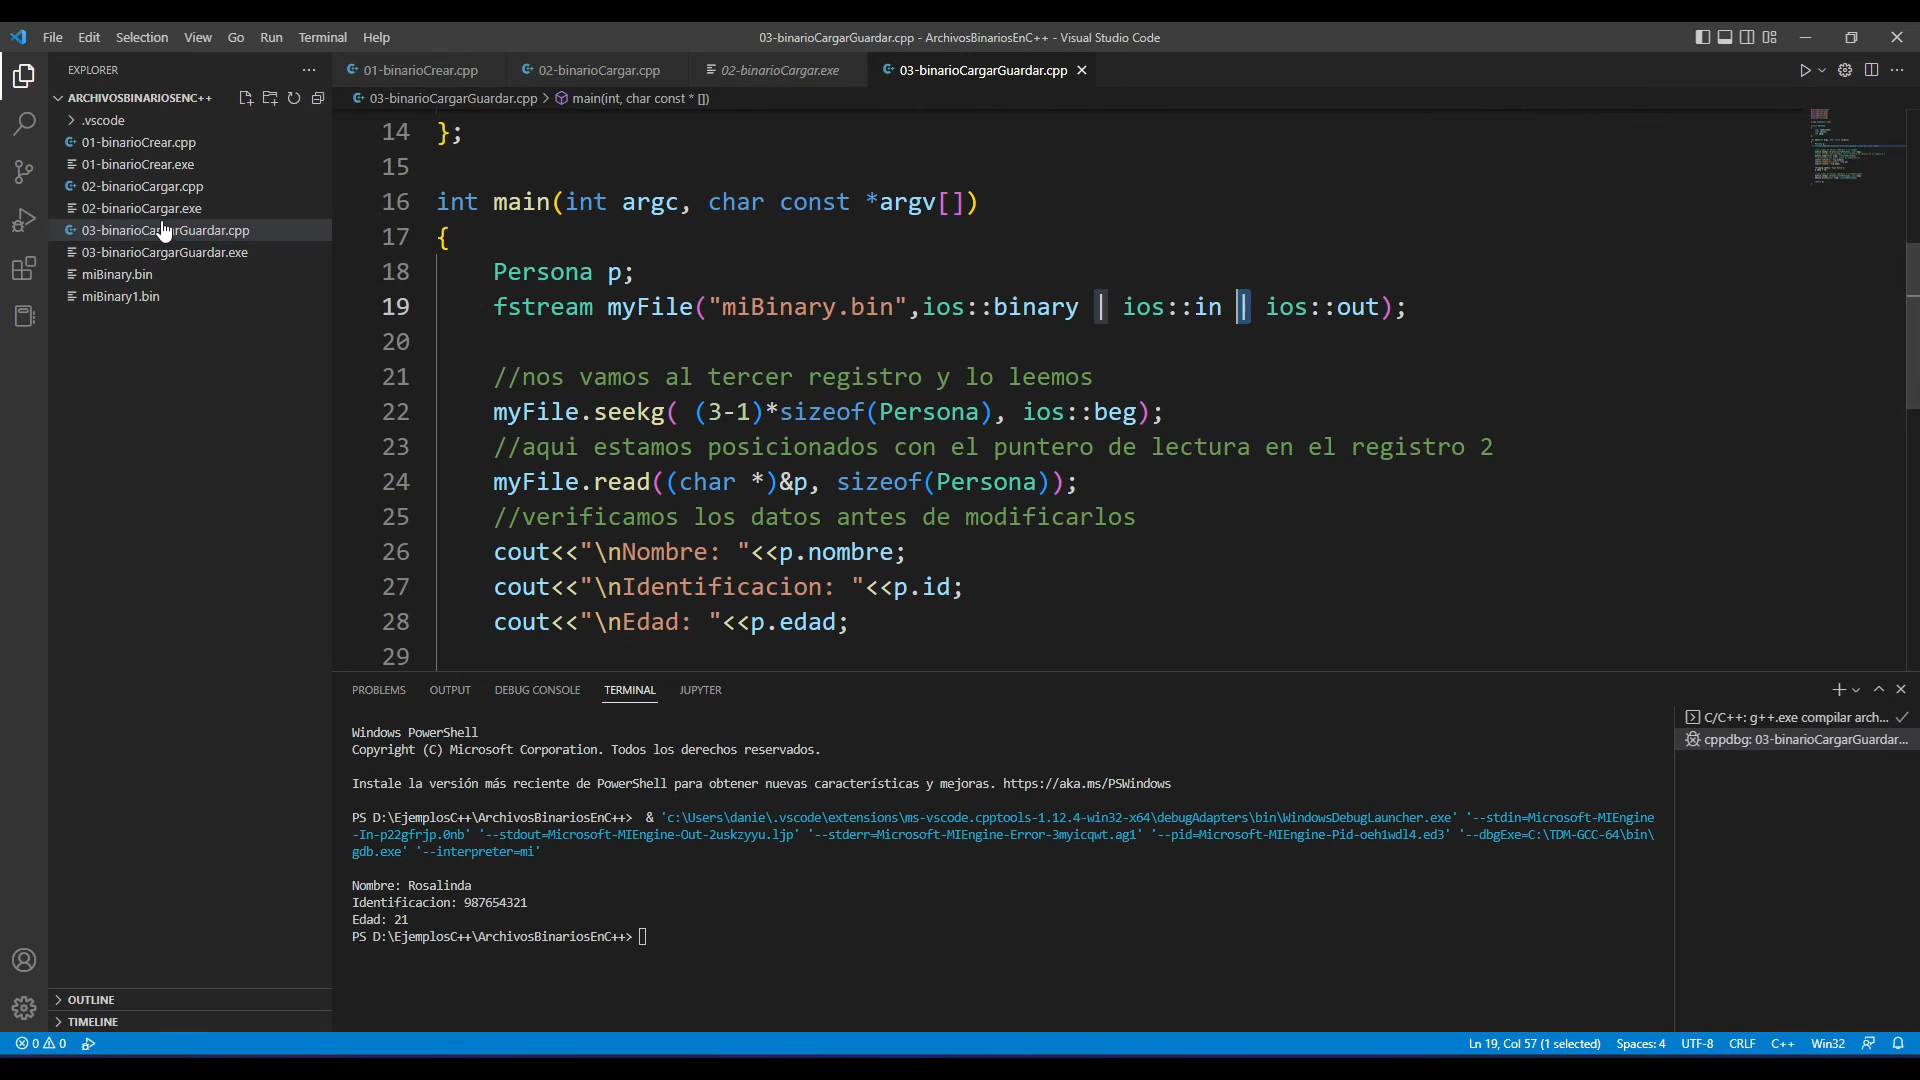 File Edit Selection View Go Run Terminal Help
03-binarioCargarGuardar.cpp - ArchivosBinariosEnC++ - Visual Studio Code
EXPLORER
ARCHIVOSBINARIOSENC++
.vscode
01-binarioCrear.cpp
01-binarioCrear.exe
02-binarioCargar.cpp
02-binarioCargar.exe
03-binarioCargarGuardar.cpp
03-binarioCargarGuardar.exe
miBinary.bin
miBinary1.bin
OUTLINE
TIMELINE
01-binarioCrear.cpp 02-binarioCargar.cpp 02-binarioCargar.exe 03-binarioCargarGuardar.cpp
03-binarioCargarGuardar.cpp > main(int, char const * [])
14 };
15
16 int main(int argc, char const *argv[])
17 {
18 Persona p;
19 fstream myFile("miBinary.bin",ios::binary | ios::in | ios::out);
20
21 //nos vamos al tercer registro y lo leemos
22 myFile.seekg( (3-1)*sizeof(Persona), ios::beg);
23 //aqui estamos posicionados con el puntero de lectura en el registro 2
24 myFile.read((char *)&p, sizeof(Persona));
25 //verificamos los datos antes de modificarlos
26 cout<<"\nNombre: "<<p.nombre;
27 cout<<"\nIdentificacion: "<<p.id;
28 cout<<"\nEdad: "<<p.edad;
29
PROBLEMS OUTPUT DEBUG CONSOLE TERMINAL JUPYTER
Windows PowerShell
Copyright (C) Microsoft Corporation. Todos los derechos reservados.
Instale la versión más reciente de PowerShell para obtener nuevas características y mejoras. https://aka.ms/PSWindows
PS D:\EjemplosC++\ArchivosBinariosEnC++> & 'c:\Users\danie\.vscode\extensions\ms-vscode.cpptools-1.12.4-win32-x64\debugAdapters\bin\WindowsDebugLauncher.exe' '--stdin=Microsoft-MIEngine
-In-p22gfrjp.0nb' '--stdout=Microsoft-MIEngine-Out-2uskzyyu.ljp' '--stderr=Microsoft-MIEngine-Error-3myicqwt.ag1' '--pid=Microsoft-MIEngine-Pid-oeh1wdl4.ed3' '--dbgExe=C:\TDM-GCC-64\bin\
gdb.exe' '--interpreter=mi'
Nombre: Rosalinda
Identificacion: 987654321
Edad: 21
PS D:\EjemplosC++\ArchivosBinariosEnC++>
C/C++: g++.exe compilar arch...
cppdbg: 03-binarioCargarGuardar...
0 0 Ln 19, Col 57 (1 selected) Spaces: 4 UTF-8 CRLF C++ Win32